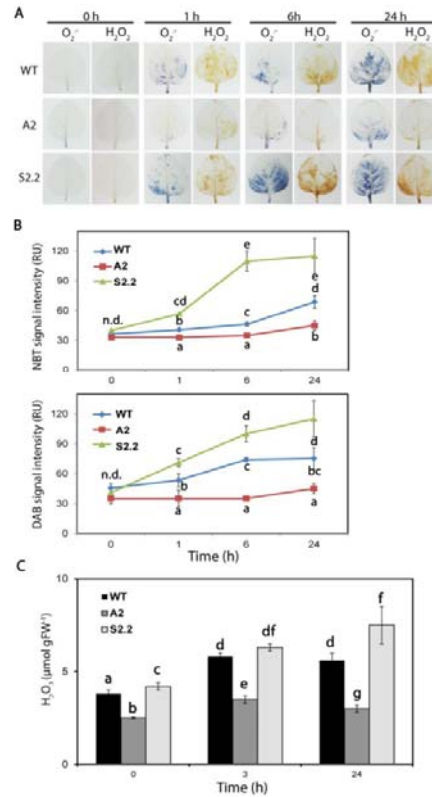 A
0 h 1 h 6h 24 h
O₂·⁻ H₂O₂ O₂·⁻ H₂O₂ O₂·⁻ H₂O₂ O₂·⁻ H₂O₂
WT
A2
S2.2
B
NBT signal intensity (RU)
120
90
60
30
0
WT
A2
S2.2
n.d.
cd
b
a
e
c
a
e
d
b
0 1 6 24
DAB signal intensity (RU)
120
90
60
30
0
WT
A2
S2.2
n.d.
c
b
a
d
c
a
d
bc
a
0 1 6 24
Time (h)
C
H₂O₂ (μmol gFW⁻¹)
10
5
0
WT
A2
S2.2
a b c
d e df
d g f
0 3 24
Time (h)